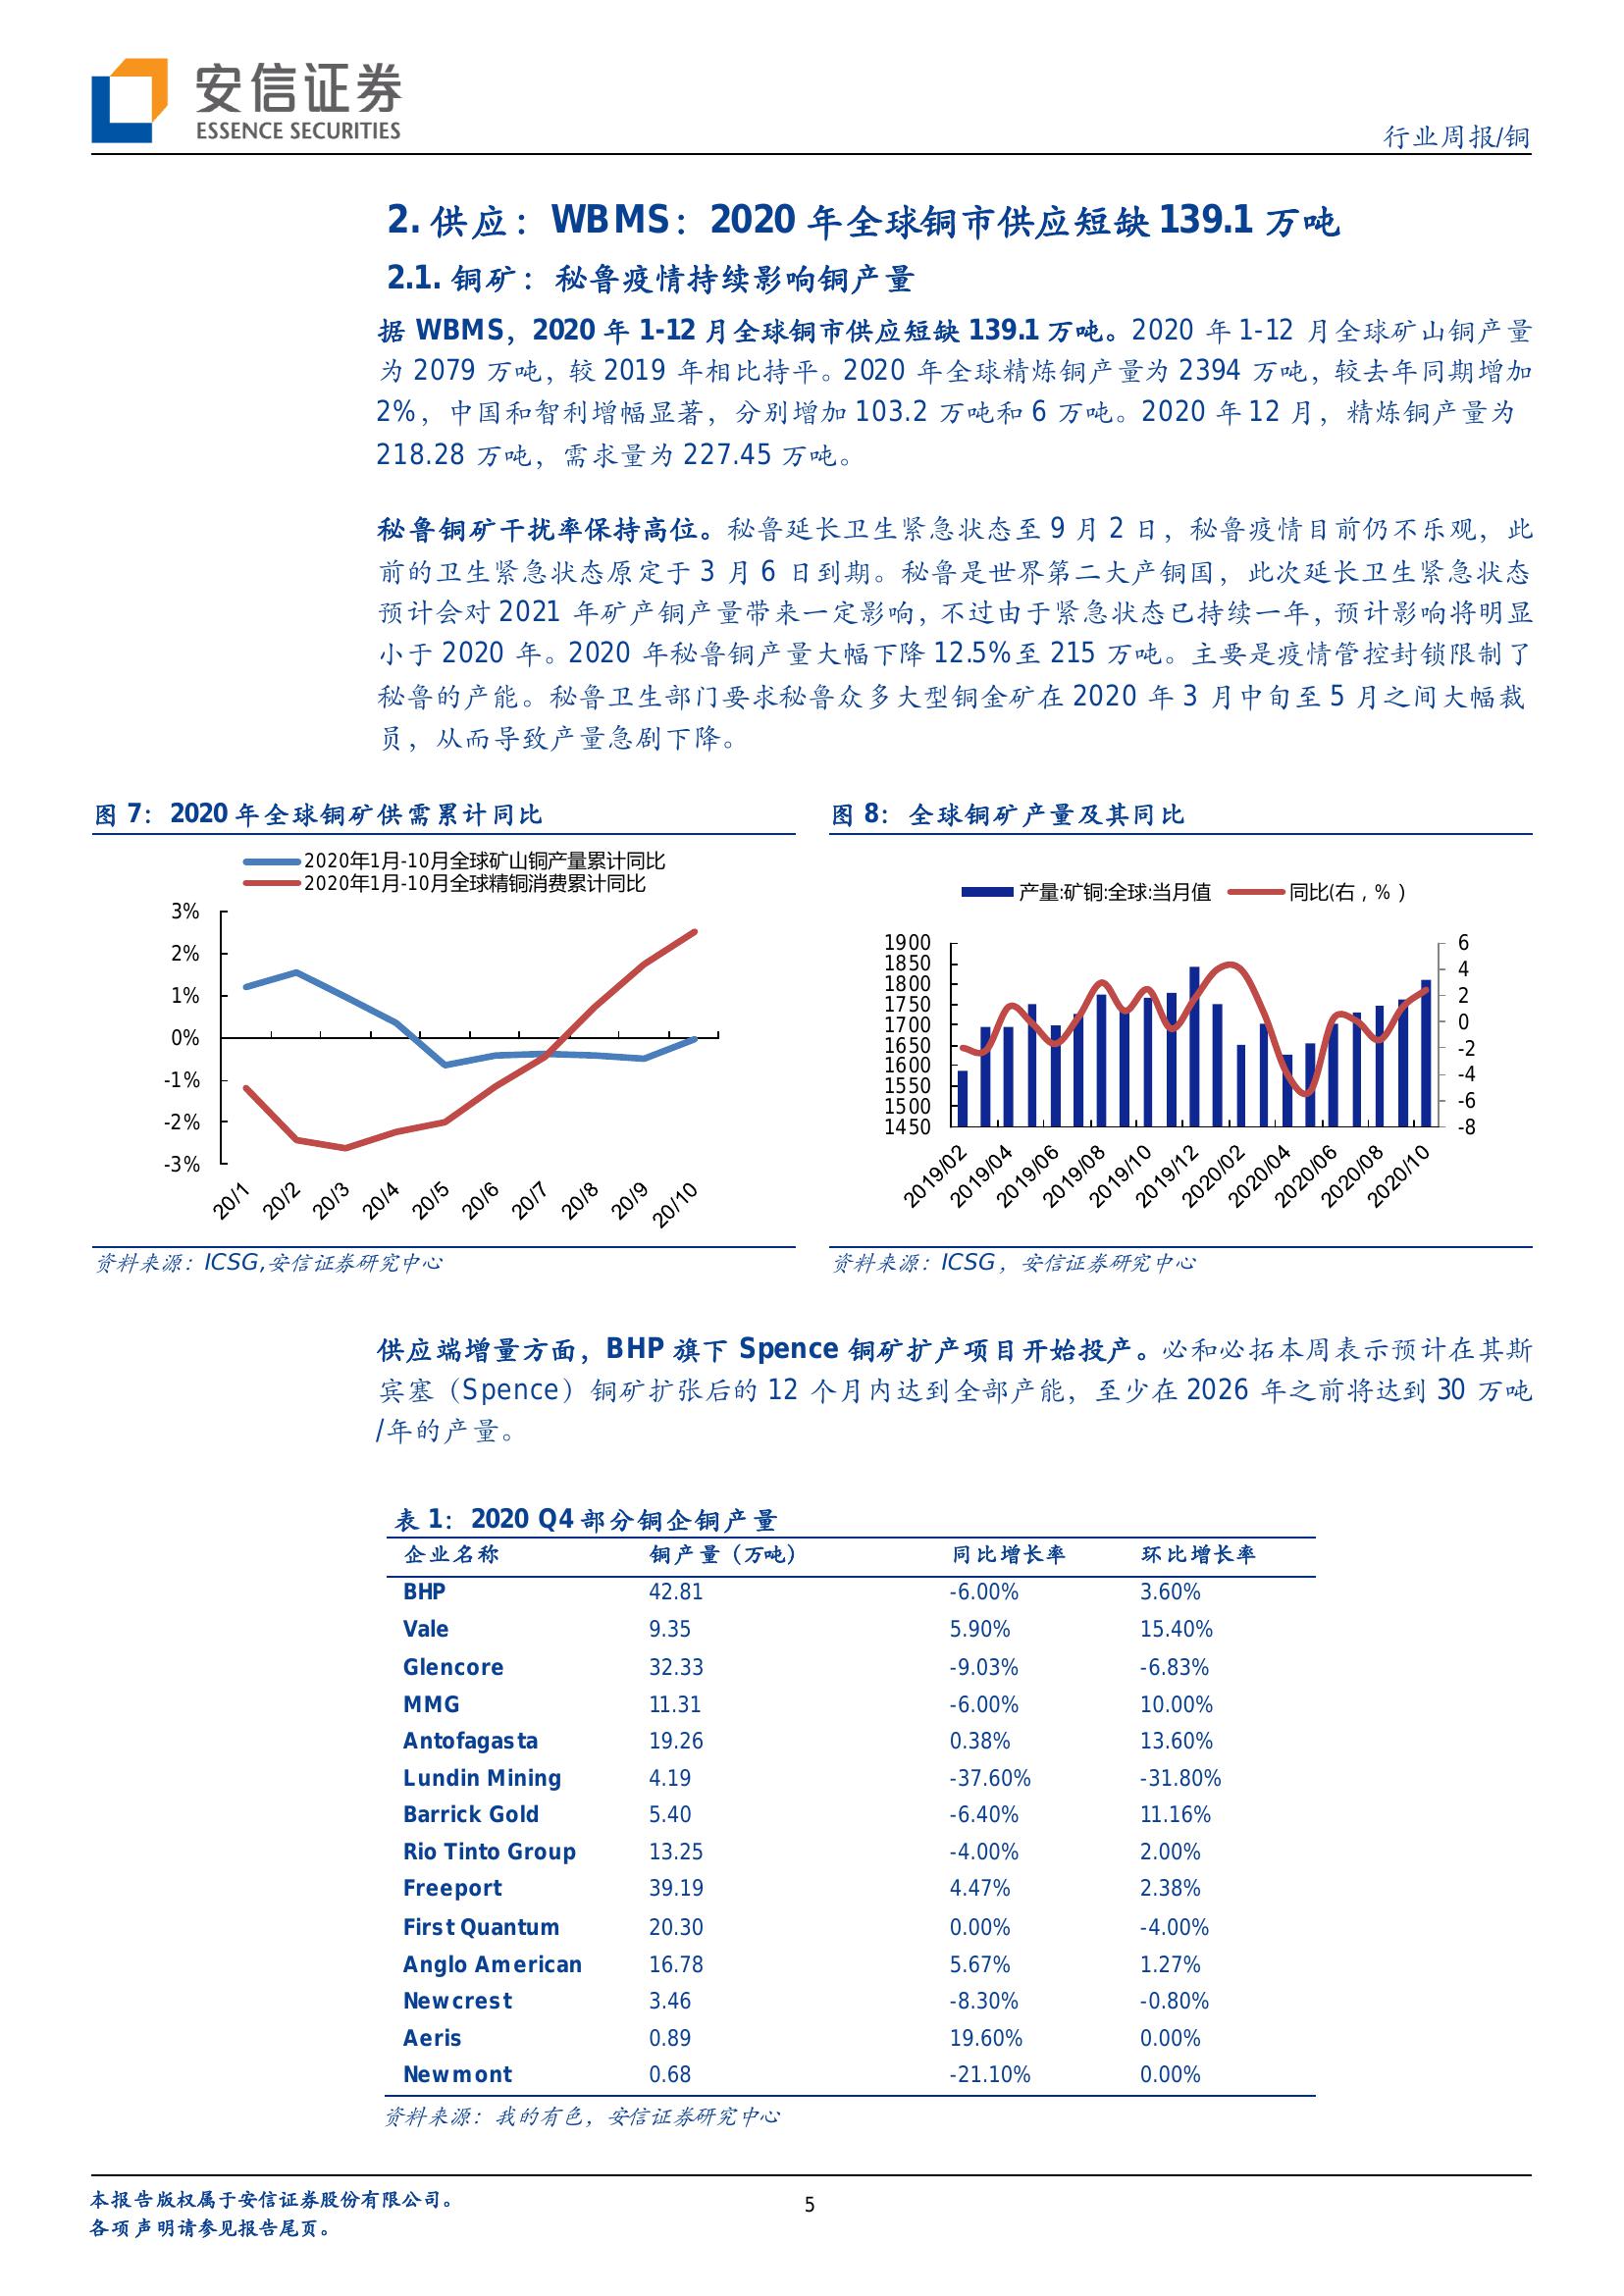 安信证券
ESSENCE SECURITIES
行业周报/铜
2. 供应：WBMS：2020 年全球铜市供应短缺 139.1 万吨
2.1. 铜矿：秘鲁疫情持续影响铜产量
据 WBMS，2020 年 1-12 月全球铜市供应短缺 139.1 万吨。2020 年 1-12 月全球矿山铜产量
为 2079 万吨，较 2019 年相比持平。2020 年全球精炼铜产量为 2394 万吨，较去年同期增加
2%，中国和智利增幅显著，分别增加 103.2 万吨和 6 万吨。2020 年 12 月，精炼铜产量为
218.28 万吨，需求量为 227.45 万吨。
秘鲁铜矿干扰率保持高位。秘鲁延长卫生紧急状态至 9 月 2 日，秘鲁疫情目前仍不乐观，此
前的卫生紧急状态原定于 3 月 6 日到期。秘鲁是世界第二大产铜国，此次延长卫生紧急状态
预计会对 2021 年矿产铜产量带来一定影响，不过由于紧急状态已持续一年，预计影响将明显
小于 2020 年。2020 年秘鲁铜产量大幅下降 12.5%至 215 万吨。主要是疫情管控封锁限制了
秘鲁的产能。秘鲁卫生部门要求秘鲁众多大型铜金矿在 2020 年 3 月中旬至 5 月之间大幅裁
员，从而导致产量急剧下降。
图 7：2020 年全球铜矿供需累计同比
2020年1月-10月全球矿山铜产量累计同比
2020年1月-10月全球精铜消费累计同比
3%
2%
1%
0%
-1%
-2%
-3%
20/1 20/2 20/3 20/4 20/5 20/6 20/7 20/8 20/9 20/10
资料来源：ICSG,安信证券研究中心
图 8：全球铜矿产量及其同比
产量:矿铜:全球:当月值 同比(右，%)
1900 6
1850 4
1800 2
1750 0
1700 -2
1650 -4
1600 -6
1550 -8
1500
1450
2019/02 2019/04 2019/06 2019/08 2019/10 2019/12 2020/02 2020/04 2020/06 2020/08 2020/10
资料来源：ICSG，安信证券研究中心
供应端增量方面，BHP 旗下 Spence 铜矿扩产项目开始投产。必和必拓本周表示预计在其斯
宾塞（Spence）铜矿扩张后的 12 个月内达到全部产能，至少在 2026 年之前将达到 30 万吨
/年的产量。
表 1：2020 Q4 部分铜企铜产量
企业名称 铜产量（万吨） 同比增长率 环比增长率
BHP 42.81 -6.00% 3.60%
Vale 9.35 5.90% 15.40%
Glencore 32.33 -9.03% -6.83%
MMG 11.31 -6.00% 10.00%
Antofagasta 19.26 0.38% 13.60%
Lundin Mining 4.19 -37.60% -31.80%
Barrick Gold 5.40 -6.40% 11.16%
Rio Tinto Group 13.25 -4.00% 2.00%
Freeport 39.19 4.47% 2.38%
First Quantum 20.30 0.00% -4.00%
Anglo American 16.78 5.67% 1.27%
Newcrest 3.46 -8.30% -0.80%
Aeris 0.89 19.60% 0.00%
Newmont 0.68 -21.10% 0.00%
资料来源：我的有色，安信证券研究中心
本报告版权属于安信证券股份有限公司。
各项声明请参见报告尾页。
5